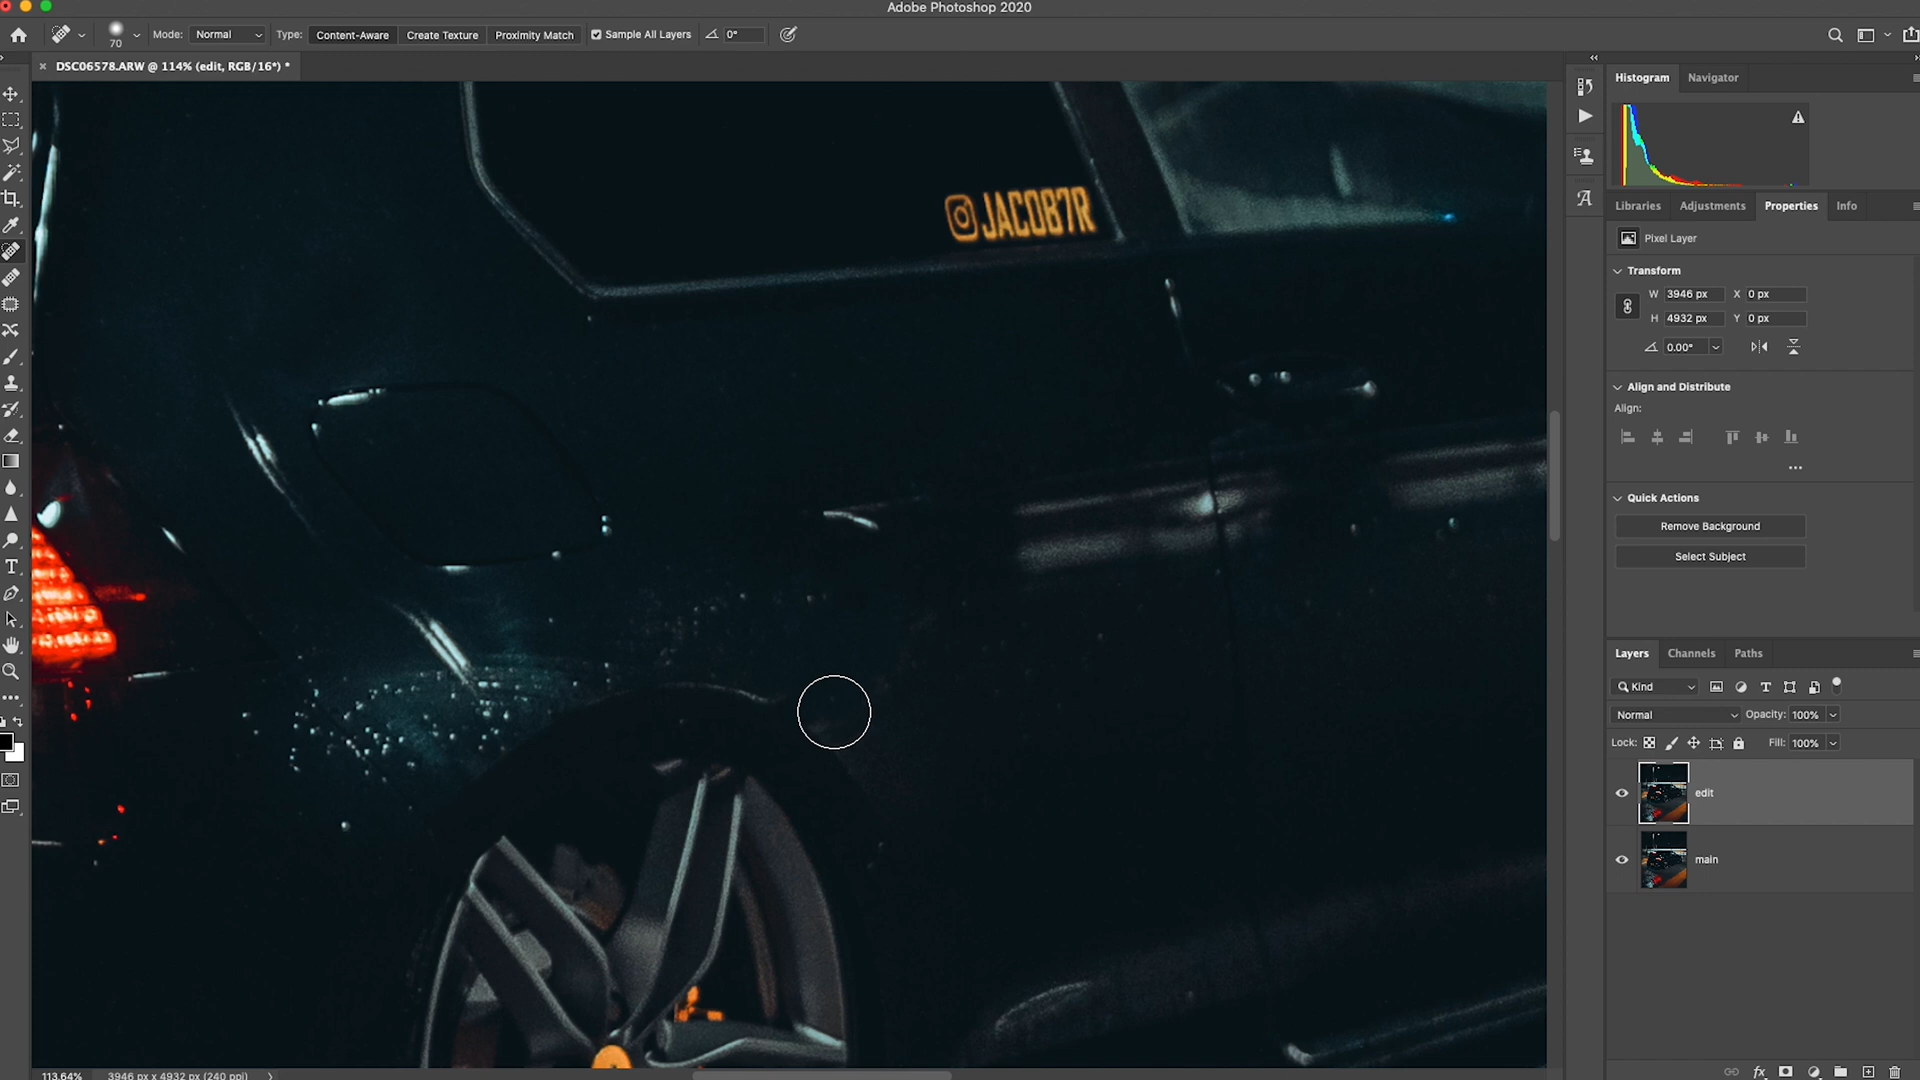 Adobe Photoshop 2020
70
Mode: Normal
Type: Content-Aware Create Texture Proximity Match
Sample All Layers
0°
DSC06578.ARW @ 114% (edit, RGB/16*) *
Histogram Navigator
Libraries Adjustments Properties Info
Pixel Layer
Transform
W 3946 px X 0 px
H 4932 px Y 0 px
0.00°
Align and Distribute
Align:
Quick Actions
Remove Background
Select Subject
Layers Channels Paths
Kind
Normal Opacity: 100%
Lock: Fill: 100%
edit
main
JACOB7R
113.64% 3946 px x 4932 px (240 ppi)